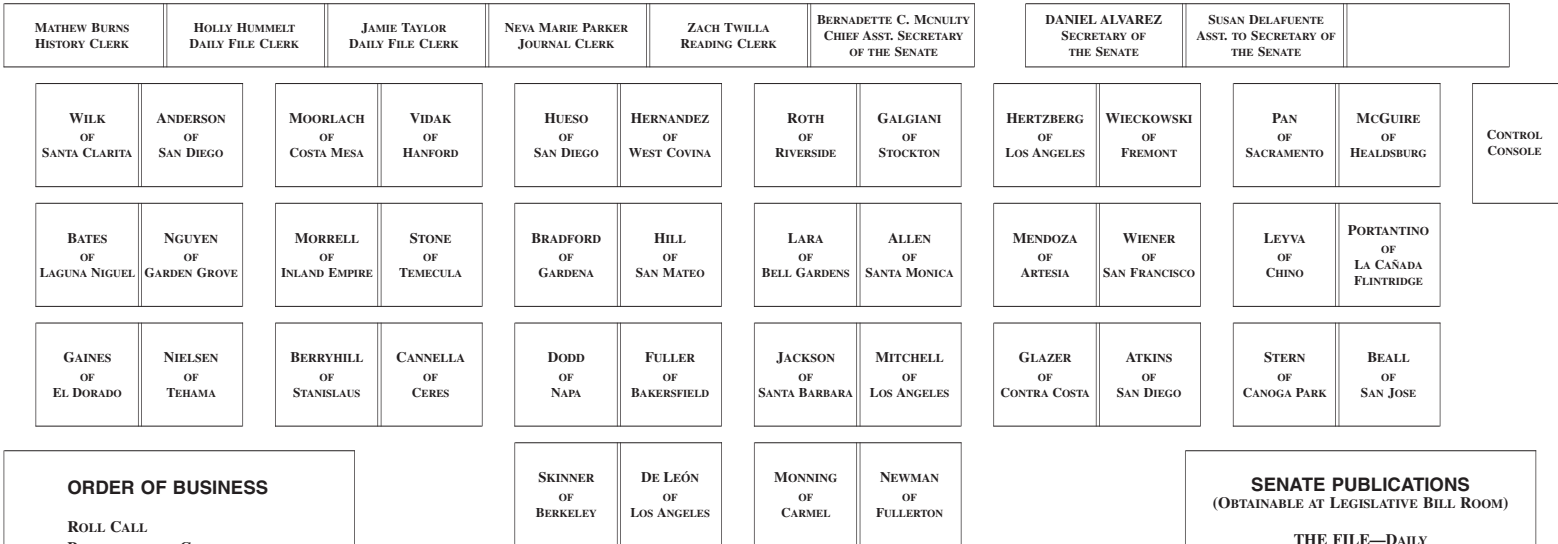 MATHEW BURNS
HISTORY CLERK
HOLLY HUMMELT
DAILY FILE CLERK
JAMIE TAYLOR
DAILY FILE CLERK
NEVA MARIE PARKER
JOURNAL CLERK
ZACH TWILLA
READING CLERK
BERNADETTE C. MCNULTY
CHIEF ASST. SECRETARY
OF THE SENATE
DANIEL ALVAREZ
SECRETARY OF
THE SENATE
SUSAN DELAFUENTE
ASST. TO SECRETARY OF
THE SENATE
WILK
OF
SANTA CLARITA
ANDERSON
OF
SAN DIEGO
MOORLACH
OF
COSTA MESA
VIDAK
OF
HANFORD
HUESO
OF
SAN DIEGO
HERNANDEZ
OF
WEST COVINA
ROTH
OF
RIVERSIDE
GALGIANI
OF
STOCKTON
HERTZBERG
OF
LOS ANGELES
WIECKOWSKI
OF
FREMONT
PAN
OF
SACRAMENTO
MCGUIRE
OF
HEALDSBURG
CONTROL
CONSOLE
BATES
OF
LAGUNA NIGUEL
NGUYEN
OF
GARDEN GROVE
MORRELL
OF
INLAND EMPIRE
STONE
OF
TEMECULA
BRADFORD
OF
GARDENA
HILL
OF
SAN MATEO
LARA
OF
BELL GARDENS
ALLEN
OF
SANTA MONICA
MENDOZA
OF
ARTESIA
WIENER
OF
SAN FRANCISCO
LEYVA
OF
CHINO
PORTANTINO
OF
LA CAÑADA
FLINTRIDGE
GAINES
OF
EL DORADO
NIELSEN
OF
TEHAMA
BERRYHILL
OF
STANISLAUS
CANNELLA
OF
CERES
DODD
OF
NAPA
FULLER
OF
BAKERSFIELD
JACKSON
OF
SANTA BARBARA
MITCHELL
OF
LOS ANGELES
GLAZER
OF
CONTRA COSTA
ATKINS
OF
SAN DIEGO
STERN
OF
CANOGA PARK
BEALL
OF
SAN JOSE
SKINNER
OF
BERKELEY
DE LEÓN
OF
LOS ANGELES
MONNING
OF
CARMEL
NEWMAN
OF
FULLERTON
ORDER OF BUSINESS
ROLL CALL
SENATE PUBLICATIONS
(OBTAINABLE AT LEGISLATIVE BILL ROOM)
THE FILE—DAILY